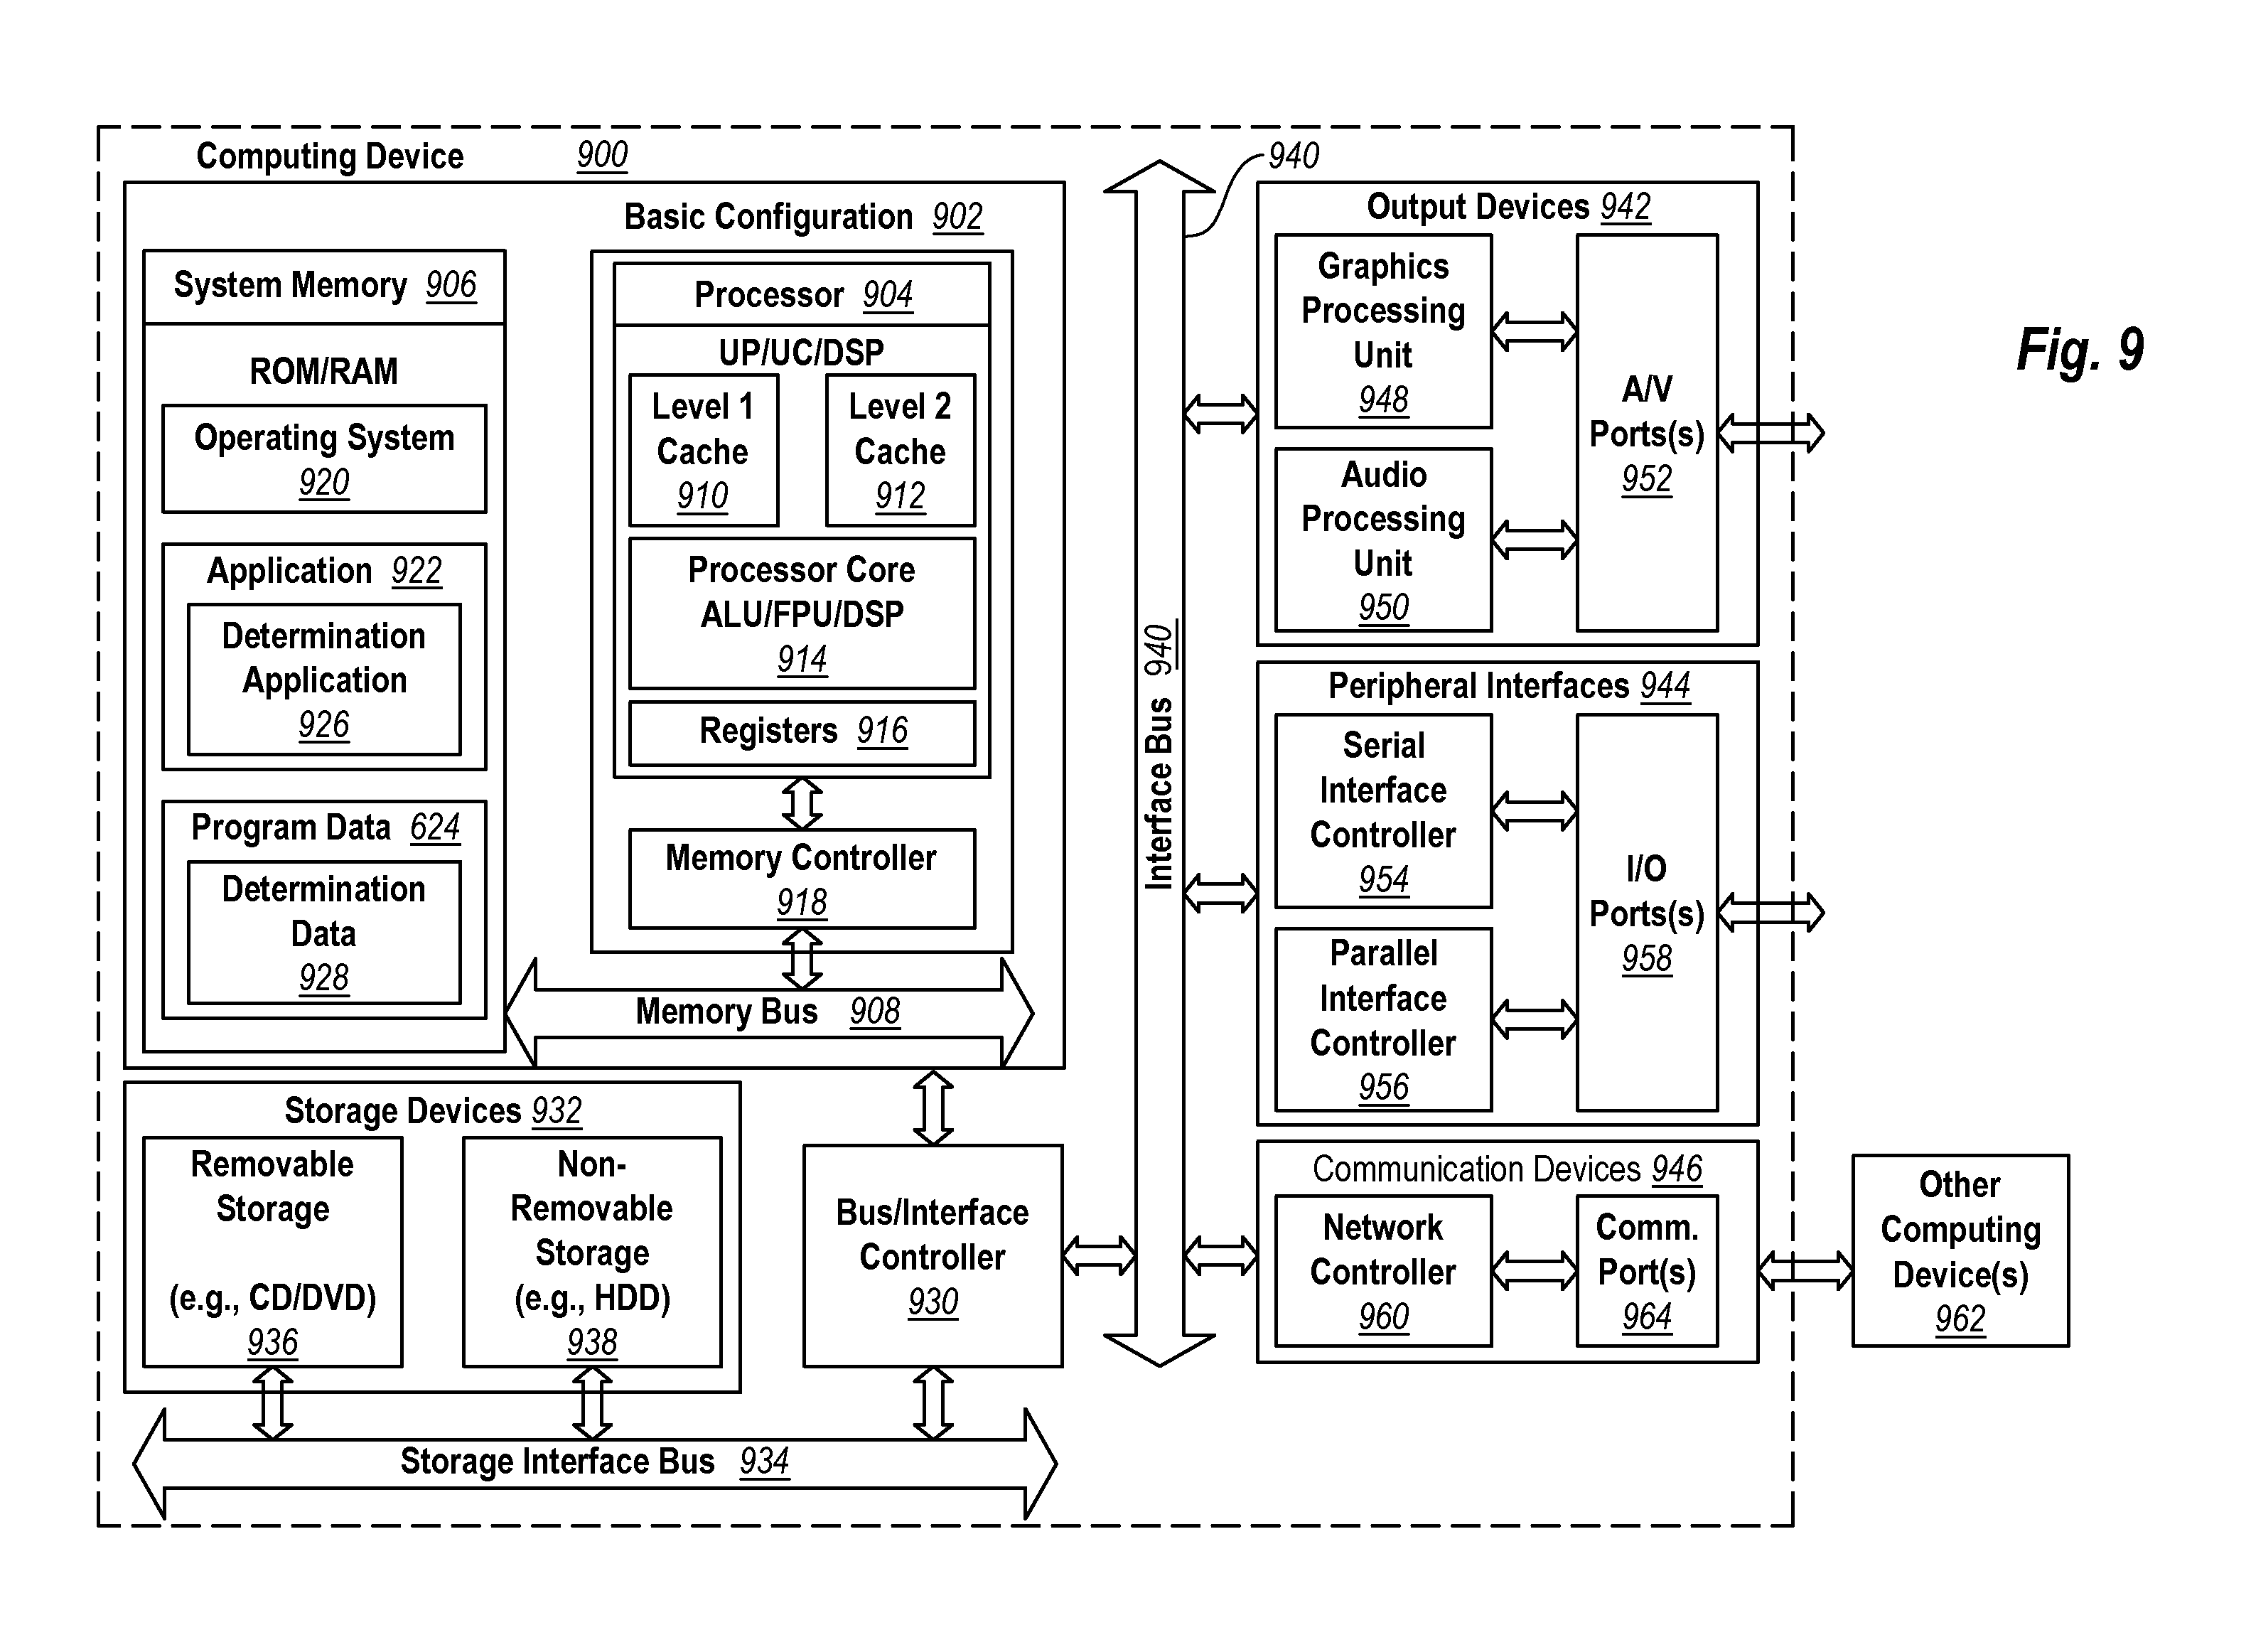 Computing Device 900
Basic Configuration 902
System Memory 906
ROM/RAM
Operating System
920
Application 922
Determination
Application
926
Program Data 624
Determination
Data
928
Processor 904
UP/UC/DSP
Level 1
Cache
910
Level 2
Cache
912
Processor Core
ALU/FPU/DSP
914
Registers 916
Memory Controller
918
Memory Bus 908
Storage Devices 932
Removable
Storage
(e.g., CD/DVD)
936
Non-
Removable
Storage
(e.g., HDD)
938
Bus/Interface
Controller
930
Storage Interface Bus 934
940
Interface Bus 940
Output Devices 942
Graphics
Processing
Unit
948
Audio
Processing
Unit
950
A/V
Ports(s)
952
Peripheral Interfaces 944
Serial
Interface
Controller
954
Parallel
Interface
Controller
956
I/O
Ports(s)
958
Communication Devices 946
Network
Controller
960
Comm.
Port(s)
964
Other
Computing
Device(s)
962
Fig. 9